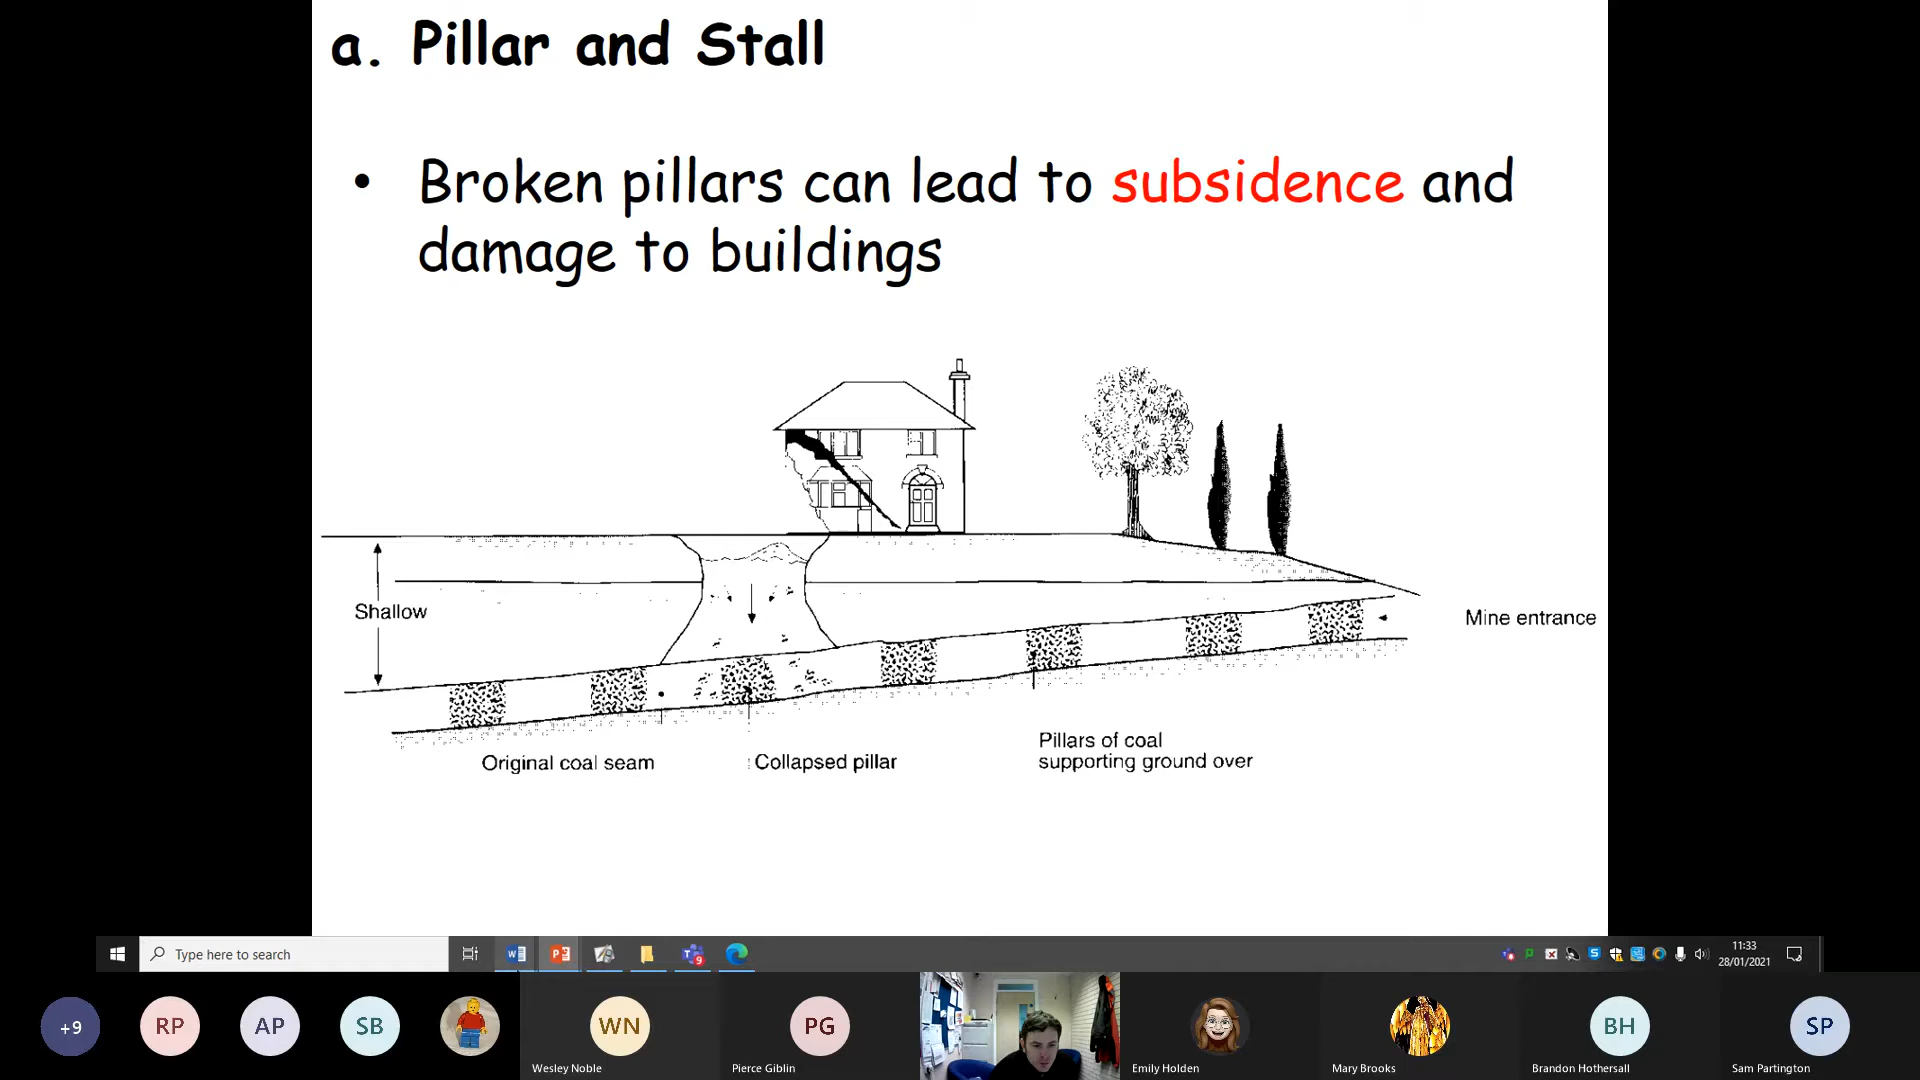 a. Pillar and Stall
• Broken pillars can lead to subsidence and
damage to buildings
Shallow
Mine entrance
Original coal seam
Collapsed pillar
Pillars of coal
supporting ground over
Type here to search
11:33
28/01/2021
+9
RP
AP
SB
WN
PG
BH
SP
Wesley Noble
Pierce Giblin
Emily Holden
Mary Brooks
Brandon Hothersall
Sam Partington